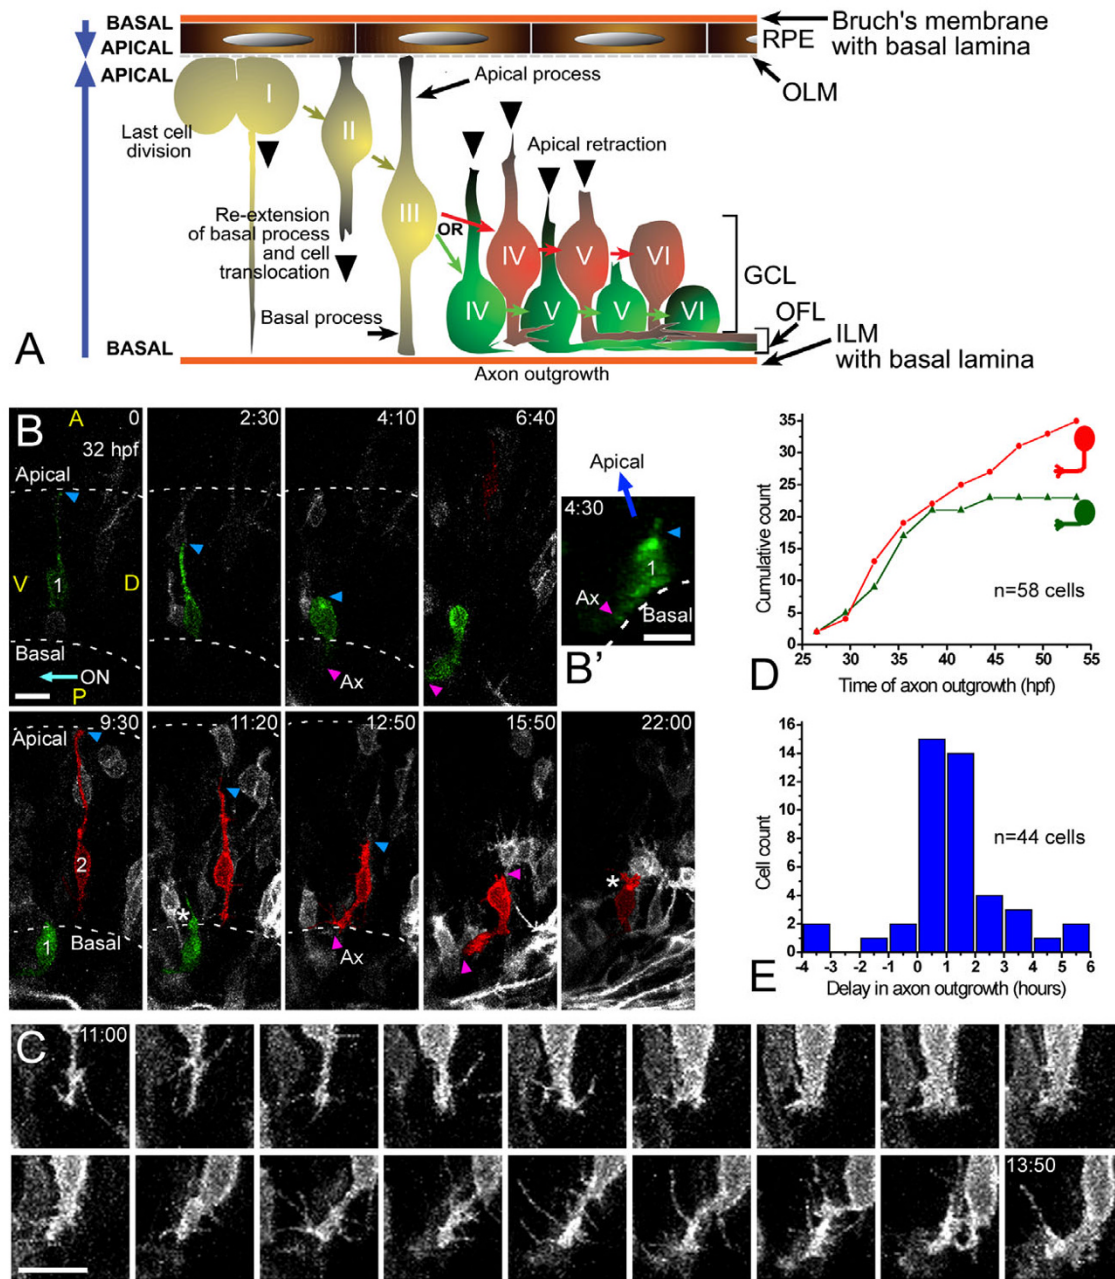 BASAL
APICAL
APICAL
BASAL
Bruch's membrane
with basal lamina
RPE
OLM
I
II
III
IV
V
VI
IV
V
V
VI
Last cell
division
Apical process
Apical retraction
Re-extension
of basal process
and cell
translocation
OR
Basal process
GCL
OFL
ILM
with basal lamina
Axon outgrowth
A
B
0
A
32 hpf
Apical
V
1
D
Basal
ON
P
2:30
4:10
Ax
6:40
Apical
4:30
1
Ax
Basal
B'
9:30
Apical
2
1
Basal
11:20
*
12:50
Ax
15:50
22:00
*
35
30
25
20
15
10
5
0
Cumulative count
n=58 cells
25 30 35 40 45 50 55
Time of axon outgrowth (hpf)
D
16
14
12
10
8
6
4
2
0
Cell count
n=44 cells
-4 -3 -2 -1 0 1 2 3 4 5 6
Delay in axon outgrowth (hours)
E
C
11:00
13:50